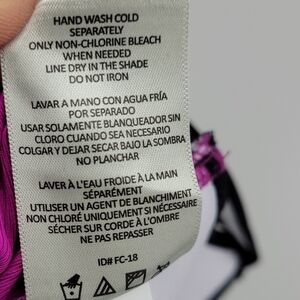 HAND WASH COLD
SEPARATELY
ONLY NON-CHLORINE BLEACH
WHEN NEEDED
LINE DRY IN THE SHADE
DO NOT IRON
LAVAR A MANO CON AGUA FRÍA
POR SEPARADO
USAR SOLAMENTE BLANQUEADOR SIN
CLORO CUANDO SEA NECESARIO
COLGAR Y DEJAR SECAR BAJO LA SOMBRA
NO PLANCHAR
LAVER À L'EAU FROIDE À LA MAIN
SÉPARÉMENT
UTILISER UN AGENT DE BLANCHIMENT
NON CHLORÉ UNIQUEMENT SI NÉCESSAIRE
SÉCHER SUR CORDE À L'OMBRE
NE PAS REPASSER
ID# FC-18